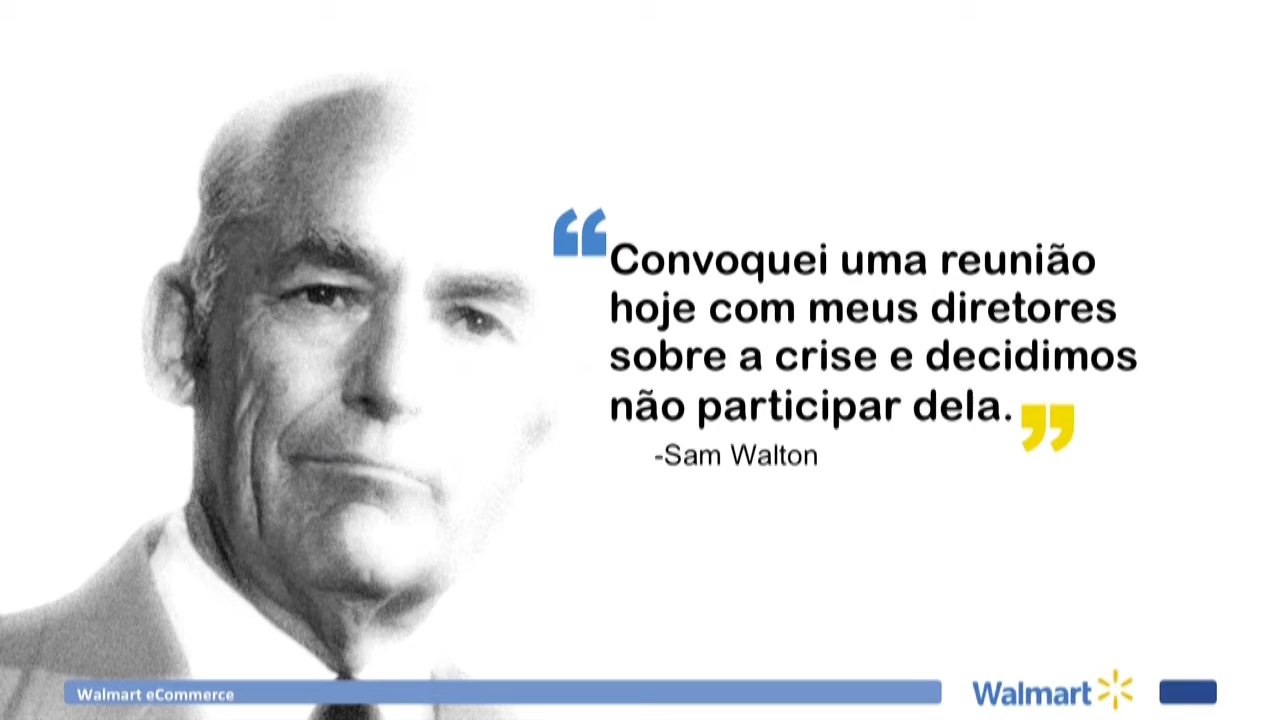 “Convoquei uma reunião
hoje com meus diretores
sobre a crise e decidimos
não participar dela.”
-Sam Walton
Walmart eCommerce
Walmart